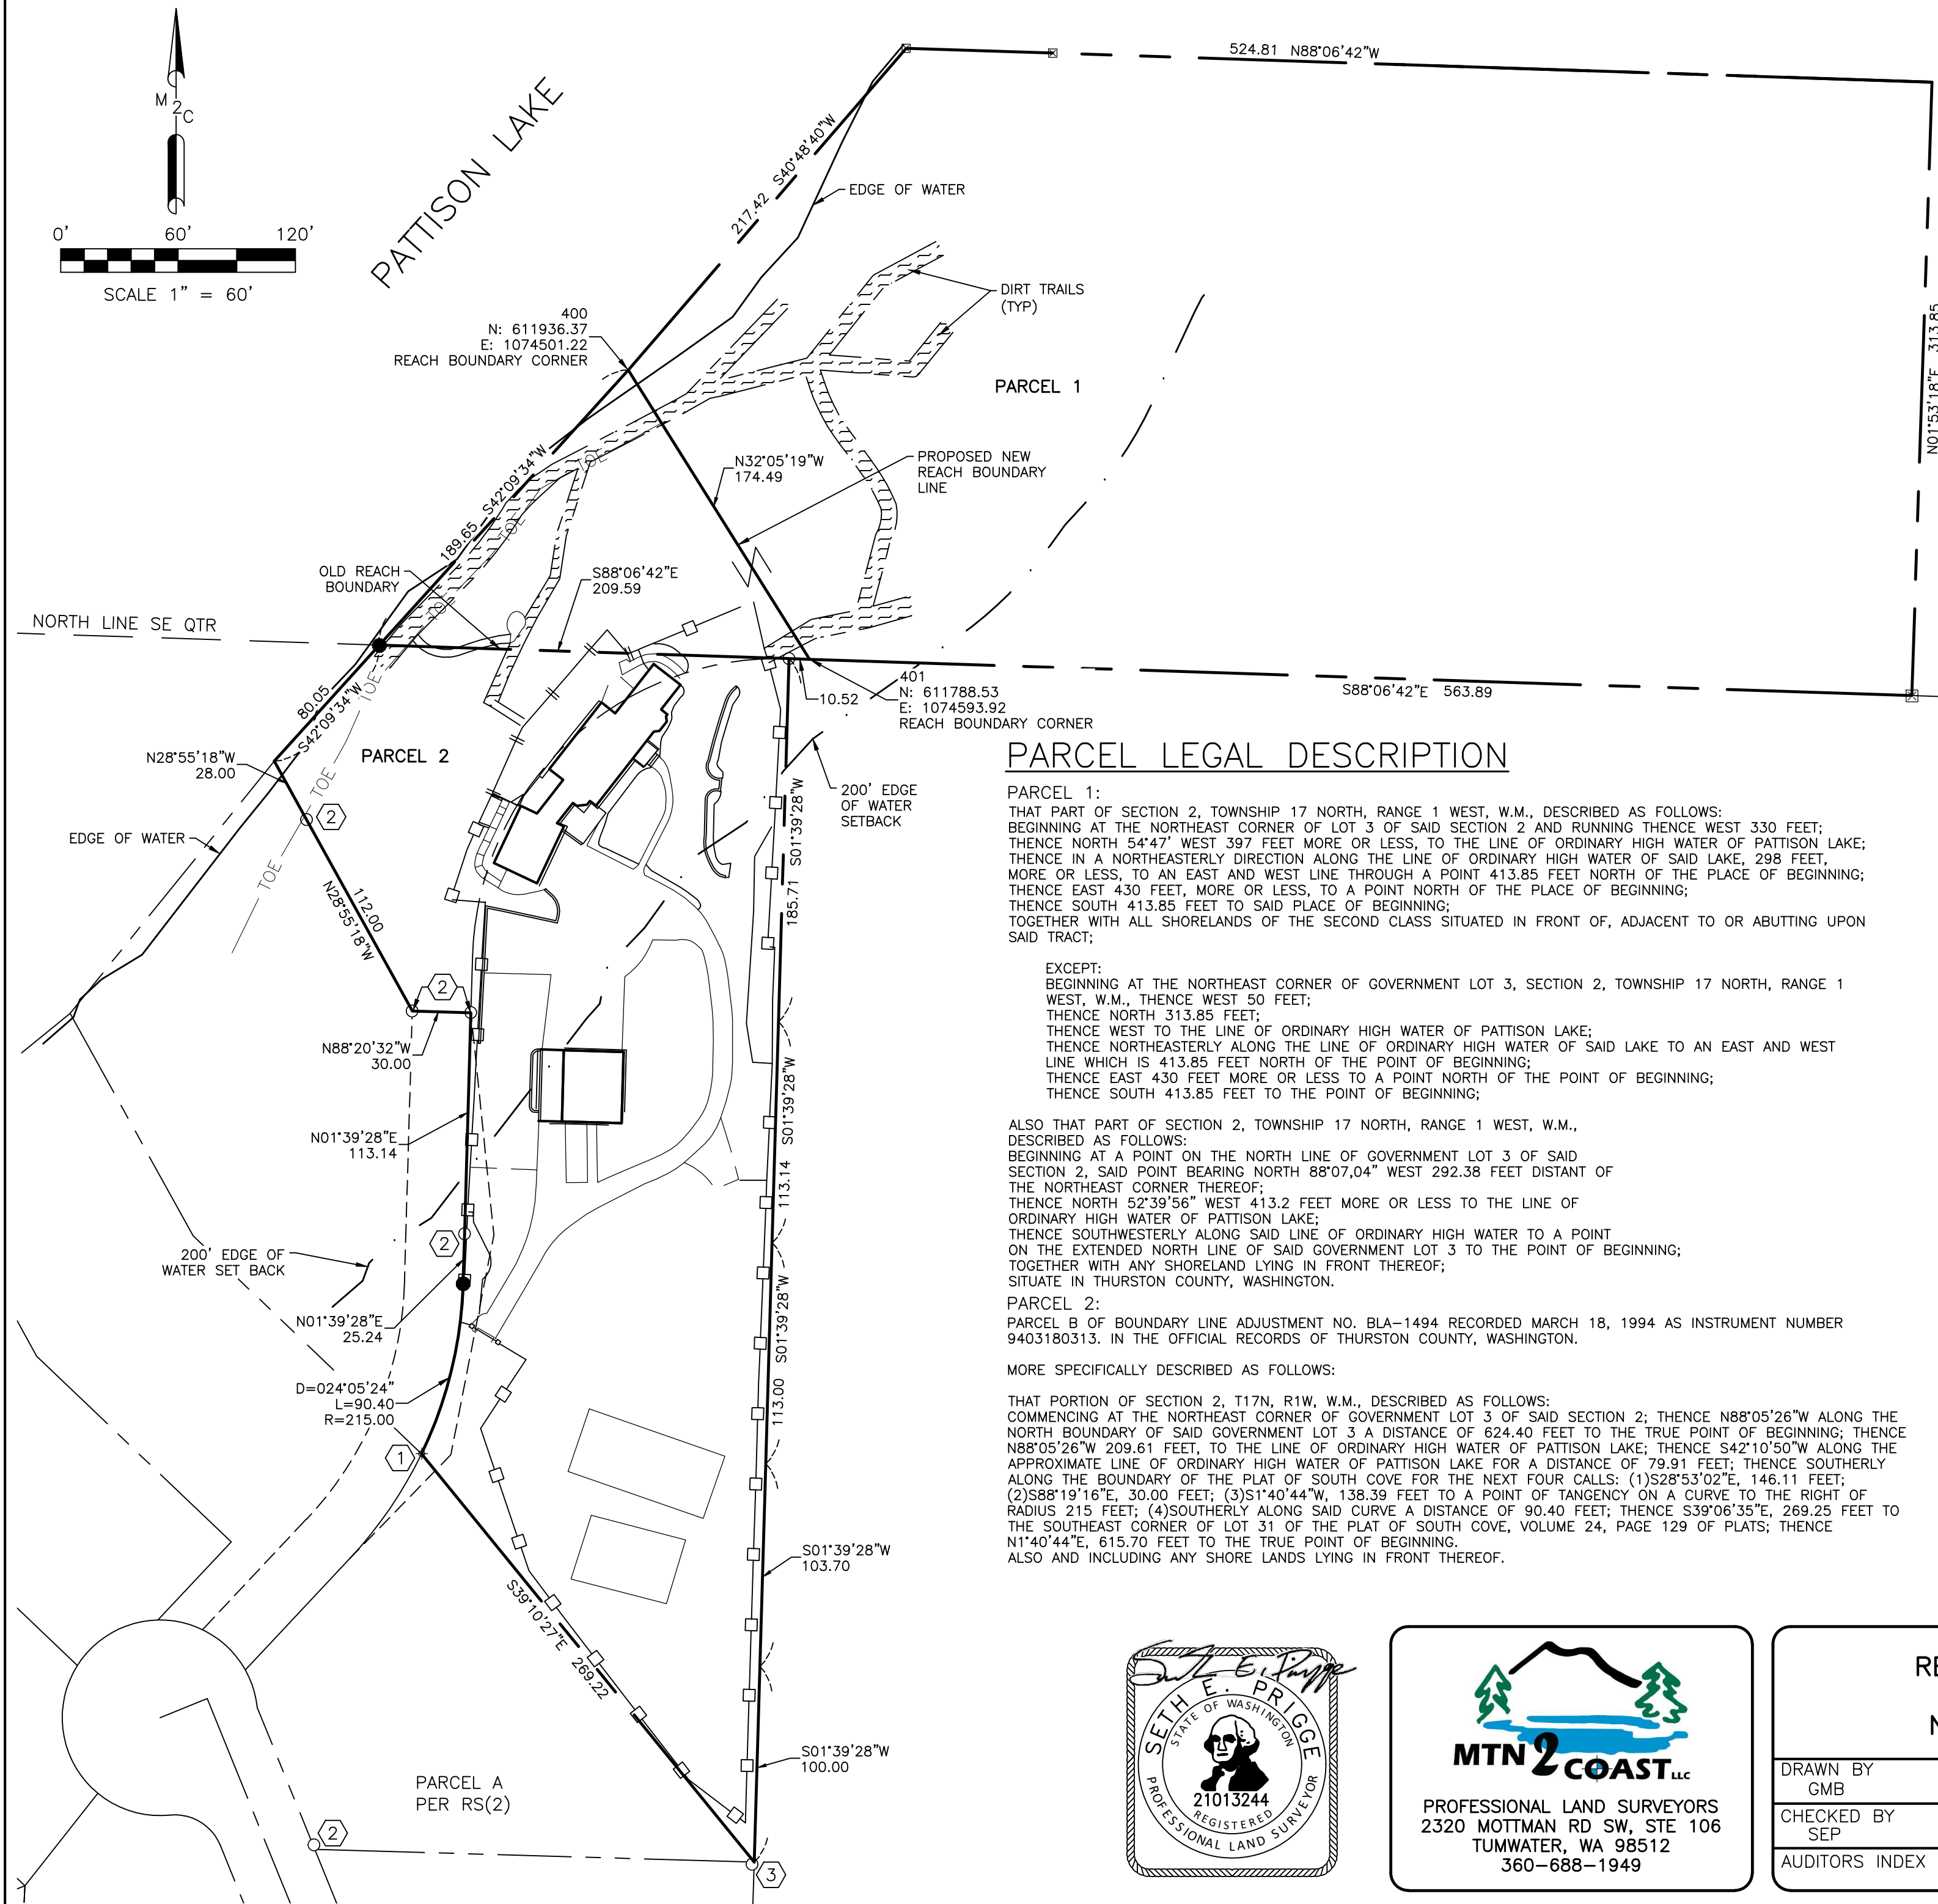 524.81 N88°06'42"W
M
2
C
0' 60' 120'
SCALE 1" = 60'
PATTISON LAKE
217.42 S40°48'40"W
EDGE OF WATER
DIRT TRAILS
(TYP)
400
N: 611936.37
E: 1074501.22
REACH BOUNDARY CORNER
PARCEL 1
N01°53'18"E 313.85
N32°05'19"W
174.49
PROPOSED NEW
REACH BOUNDARY
LINE
189.65 S42°09'34"W
TOE
TOE
TOE
OLD REACH
BOUNDARY
S88°06'42"E
209.59
NORTH LINE SE QTR
80.05
S42°09'34"W
TOE
10.52
401
N: 611788.53
E: 1074593.92
REACH BOUNDARY CORNER
S88°06'42"E 563.89
N28°55'18"W
28.00
PARCEL 2
TOE
2
EDGE OF WATER
TOE
112.00
N28°55'18"W
200' EDGE
OF WATER
SETBACK
185.71 S01°39'28"W
2
N88°20'32"W
30.00
N01°39'28"E
113.14
113.14 S01°39'28"W
2
200' EDGE OF
WATER SET BACK
N01°39'28"E
25.24
113.00 S01°39'28"W
D=024°05'24"
L=90.40
R=215.00
1
S01°39'28"W
103.70
S39°10'27"E 269.22
S01°39'28"W
100.00
PARCEL A
PER RS(2)
2
3
PARCEL LEGAL DESCRIPTION
PARCEL 1:
THAT PART OF SECTION 2, TOWNSHIP 17 NORTH, RANGE 1 WEST, W.M., DESCRIBED AS FOLLOWS:
BEGINNING AT THE NORTHEAST CORNER OF LOT 3 OF SAID SECTION 2 AND RUNNING THENCE WEST 330 FEET;
THENCE NORTH 54°47' WEST 397 FEET MORE OR LESS, TO THE LINE OF ORDINARY HIGH WATER OF PATTISON LAKE;
THENCE IN A NORTHEASTERLY DIRECTION ALONG THE LINE OF ORDINARY HIGH WATER OF SAID LAKE, 298 FEET,
MORE OR LESS, TO AN EAST AND WEST LINE THROUGH A POINT 413.85 FEET NORTH OF THE PLACE OF BEGINNING;
THENCE EAST 430 FEET, MORE OR LESS, TO A POINT NORTH OF THE PLACE OF BEGINNING;
THENCE SOUTH 413.85 FEET TO SAID PLACE OF BEGINNING;
TOGETHER WITH ALL SHORELANDS OF THE SECOND CLASS SITUATED IN FRONT OF, ADJACENT TO OR ABUTTING UPON
SAID TRACT;
EXCEPT:
BEGINNING AT THE NORTHEAST CORNER OF GOVERNMENT LOT 3, SECTION 2, TOWNSHIP 17 NORTH, RANGE 1
WEST, W.M., THENCE WEST 50 FEET;
THENCE NORTH 313.85 FEET;
THENCE WEST TO THE LINE OF ORDINARY HIGH WATER OF PATTISON LAKE;
THENCE NORTHEASTERLY ALONG THE LINE OF ORDINARY HIGH WATER OF SAID LAKE TO AN EAST AND WEST
LINE WHICH IS 413.85 FEET NORTH OF THE POINT OF BEGINNING;
THENCE EAST 430 FEET MORE OR LESS TO A POINT NORTH OF THE POINT OF BEGINNING;
THENCE SOUTH 413.85 FEET TO THE POINT OF BEGINNING;
ALSO THAT PART OF SECTION 2, TOWNSHIP 17 NORTH, RANGE 1 WEST, W.M.,
DESCRIBED AS FOLLOWS:
BEGINNING AT A POINT ON THE NORTH LINE OF GOVERNMENT LOT 3 OF SAID
SECTION 2, SAID POINT BEARING NORTH 88°07,04" WEST 292.38 FEET DISTANT OF
THE NORTHEAST CORNER THEREOF;
THENCE NORTH 52°39'56" WEST 413.2 FEET MORE OR LESS TO THE LINE OF
ORDINARY HIGH WATER OF PATTISON LAKE;
THENCE SOUTHWESTERLY ALONG SAID LINE OF ORDINARY HIGH WATER TO A POINT
ON THE EXTENDED NORTH LINE OF SAID GOVERNMENT LOT 3 TO THE POINT OF BEGINNING;
TOGETHER WITH ANY SHORELAND LYING IN FRONT THEREOF;
SITUATE IN THURSTON COUNTY, WASHINGTON.
PARCEL 2:
PARCEL B OF BOUNDARY LINE ADJUSTMENT NO. BLA-1494 RECORDED MARCH 18, 1994 AS INSTRUMENT NUMBER
9403180313. IN THE OFFICIAL RECORDS OF THURSTON COUNTY, WASHINGTON.
MORE SPECIFICALLY DESCRIBED AS FOLLOWS:
THAT PORTION OF SECTION 2, T17N, R1W, W.M., DESCRIBED AS FOLLOWS:
COMMENCING AT THE NORTHEAST CORNER OF GOVERNMENT LOT 3 OF SAID SECTION 2; THENCE N88°05'26"W ALONG THE
NORTH BOUNDARY OF SAID GOVERNMENT LOT 3 A DISTANCE OF 624.40 FEET TO THE TRUE POINT OF BEGINNING; THENCE
N88°05'26"W 209.61 FEET, TO THE LINE OF ORDINARY HIGH WATER OF PATTISON LAKE; THENCE S42°10'50"W ALONG THE
APPROXIMATE LINE OF ORDINARY HIGH WATER OF PATTISON LAKE FOR A DISTANCE OF 79.91 FEET; THENCE SOUTHERLY
ALONG THE BOUNDARY OF THE PLAT OF SOUTH COVE FOR THE NEXT FOUR CALLS: (1)S28°53'02"E, 146.11 FEET;
(2)S88°19'16"E, 30.00 FEET; (3)S1°40'44"W, 138.39 FEET TO A POINT OF TANGENCY ON A CURVE TO THE RIGHT OF
RADIUS 215 FEET; (4)SOUTHERLY ALONG SAID CURVE A DISTANCE OF 90.40 FEET; THENCE S39°06'35"E, 269.25 FEET TO
THE SOUTHEAST CORNER OF LOT 31 OF THE PLAT OF SOUTH COVE, VOLUME 24, PAGE 129 OF PLATS; THENCE
N1°40'44"E, 615.70 FEET TO THE TRUE POINT OF BEGINNING.
ALSO AND INCLUDING ANY SHORE LANDS LYING IN FRONT THEREOF.
SETH E. PRIGGE
STATE OF WASHINGTON
21013244
REGISTERED
PROFESSIONAL LAND SURVEYOR
MTN 2 COAST LLC
PROFESSIONAL LAND SURVEYORS
2320 MOTTMAN RD SW, STE 106
TUMWATER, WA 98512
360-688-1949
DRAWN BY
GMB
CHECKED BY
SEP
AUDITORS INDEX